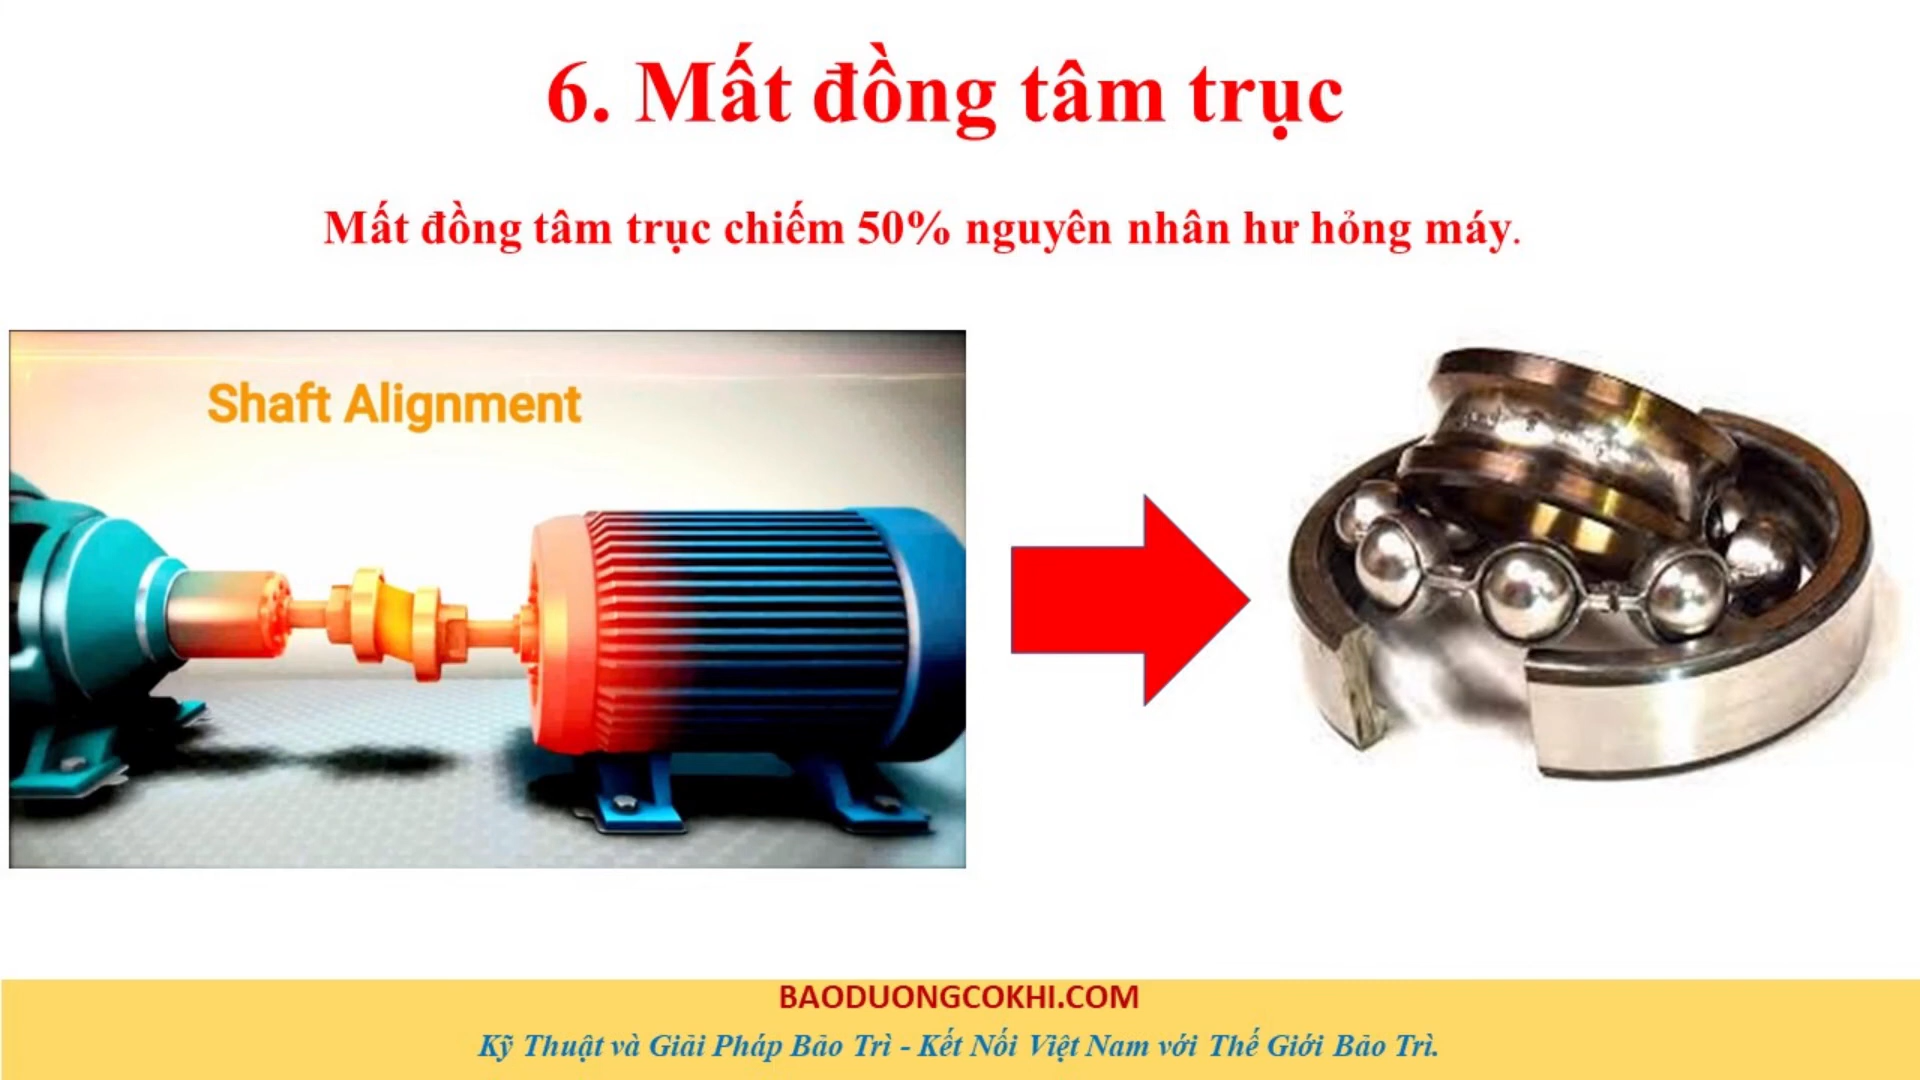 6. Mất đồng tâm trục
Mất đồng tâm trục chiếm 50% nguyên nhân hư hỏng máy.
Shaft Alignment
BAODUONGCOKHI.COM
Kỹ Thuật và Giải Pháp Bảo Trì - Kết Nối Việt Nam với Thế Giới Bảo Trì.